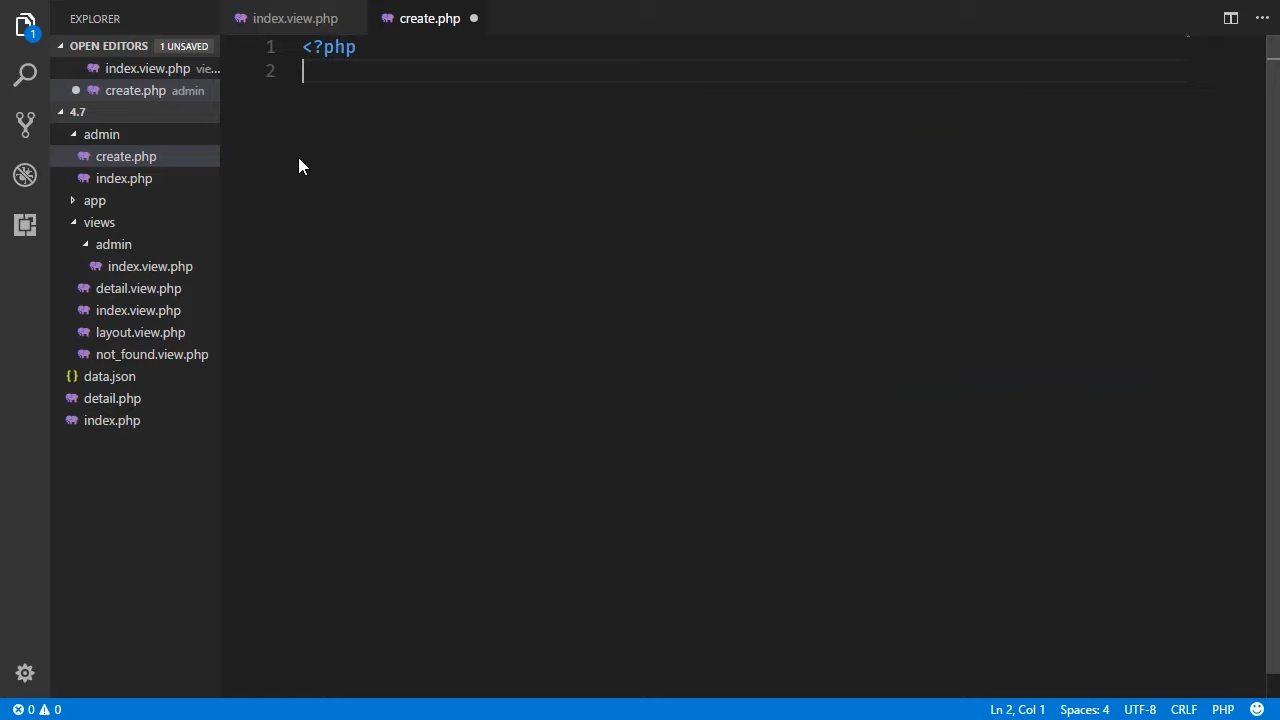 EXPLORER
index.view.php
create.php
OPEN EDITORS 1 UNSAVED
index.view.php vie...
create.php admin
4.7
admin
create.php
index.php
app
views
admin
index.view.php
detail.view.php
index.view.php
layout.view.php
not_found.view.php
{ } data.json
detail.php
index.php
1
1 <?php
2
0 0
Ln 2, Col 1 Spaces: 4 UTF-8 CRLF PHP